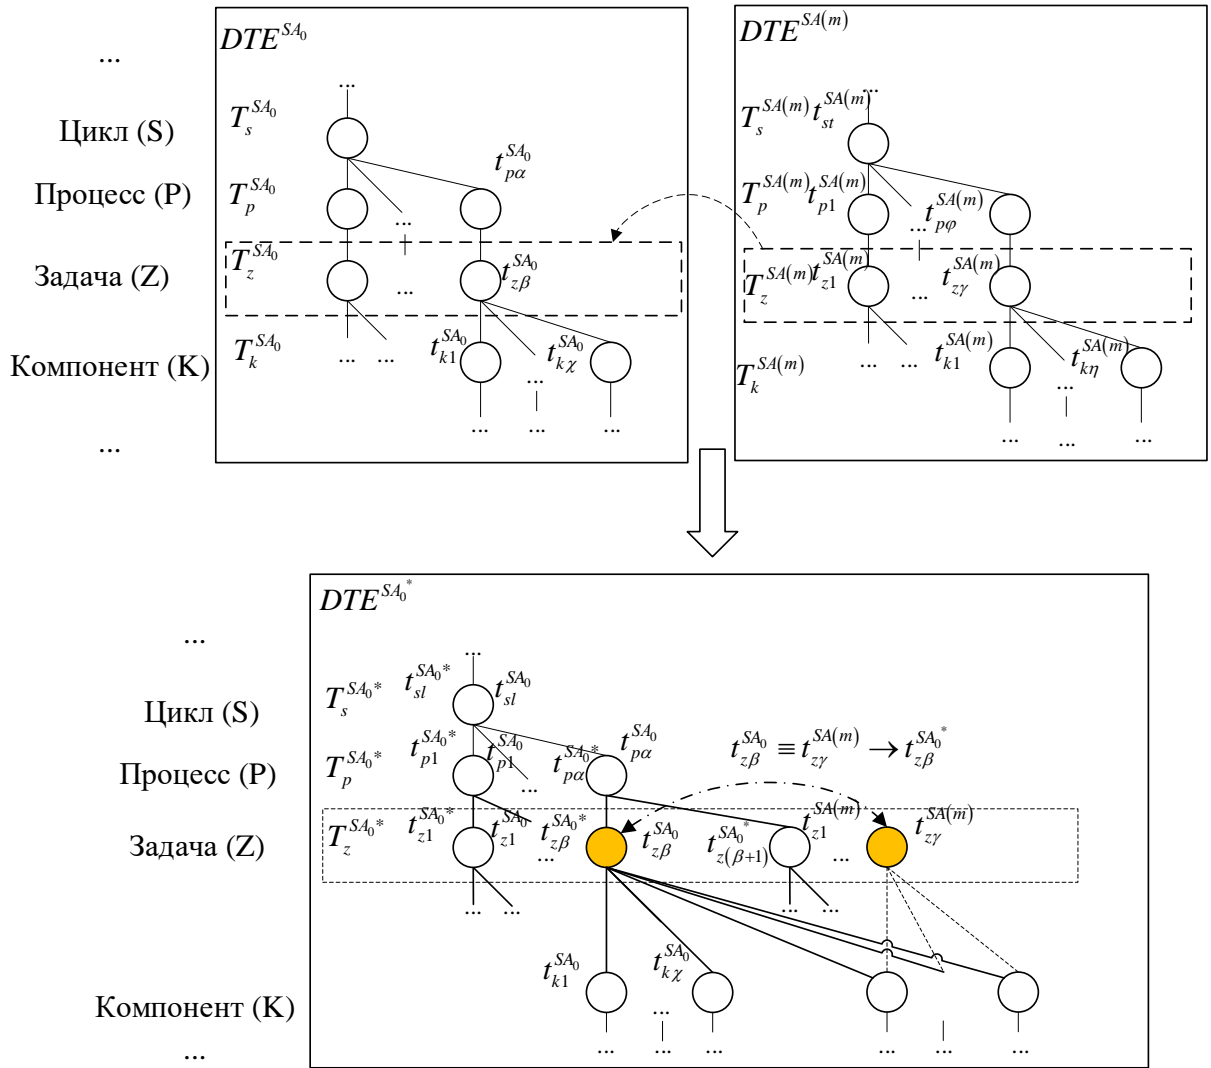 DTE^{SA_0}
DTE^{SA(m)}
...
...
...
Цикл (S)
T_s^{SA_0}
T_s^{SA(m)} t_{st}^{SA(m)}
Процесс (P)
T_p^{SA_0}
t_{pα}^{SA_0}
...
T_p^{SA(m)} t_{p1}^{SA(m)}
... t_{pφ}^{SA(m)}
Задача (Z)
T_z^{SA_0}
...
t_{zβ}^{SA_0}
T_z^{SA(m)} t_{z1}^{SA(m)}
...
t_{zγ}^{SA(m)}
Компонент (K)
T_k^{SA_0}
... ...
t_{k1}^{SA_0}
t_{kχ}^{SA_0}
...
T_k^{SA(m)}
... ...
t_{k1}^{SA(m)}
t_{kη}^{SA(m)}
...
...
... ... ...
... ... ...
DTE^{SA_0^*}
...
...
Цикл (S)
T_s^{SA_0*}
t_{sl}^{SA_0*} t_{sl}^{SA_0}
Процесс (P)
T_p^{SA_0*}
t_{p1}^{SA_0*} t_{p1}^{SA_0}
...
t_{pα}^{SA_0*} t_{pα}^{SA_0}
t_{zβ}^{SA_0} ≡ t_{zγ}^{SA(m)} → t_{zβ}^{SA_0^*}
Задача (Z)
T_z^{SA_0*}
t_{z1}^{SA_0*} t_{z1}^{SA_0}
...
t_{zβ}^{SA_0*} t_{zβ}^{SA_0}
t_{z(β+1)}^{SA_0^*} t_{z1}^{SA(m)}
...
t_{zγ}^{SA(m)}
... ...
... ...
Компонент (K)
t_{k1}^{SA_0}
t_{kχ}^{SA_0}
...
...
... ... ... ... ... ...